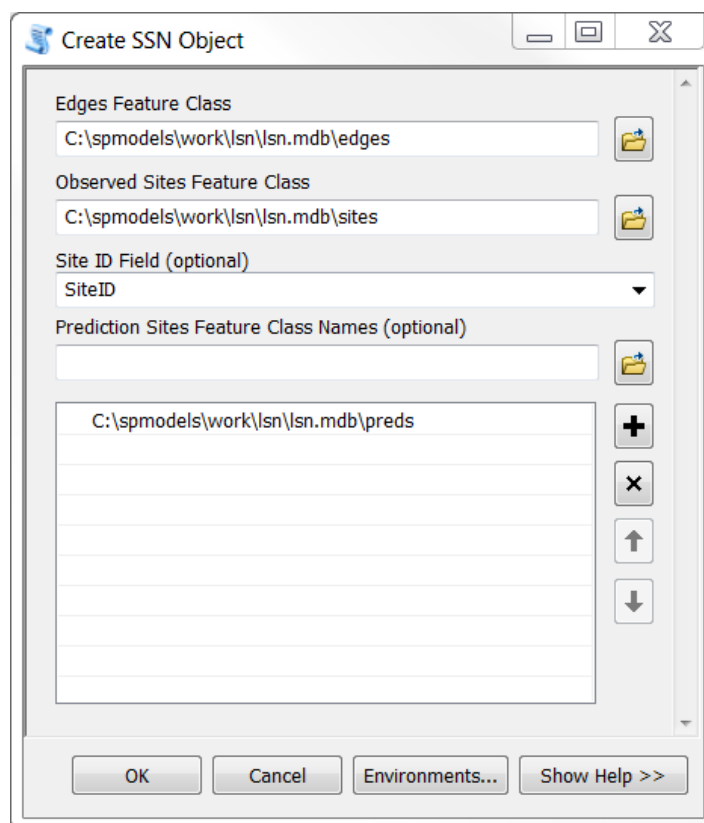 Create SSN Object
Edges Feature Class
C:\spmodels\work\lsn\lsn.mdb\edges
Observed Sites Feature Class
C:\spmodels\work\lsn\lsn.mdb\sites
Site ID Field (optional)
SiteID
Prediction Sites Feature Class Names (optional)
C:\spmodels\work\lsn\lsn.mdb\preds
OK Cancel Environments... Show Help >>